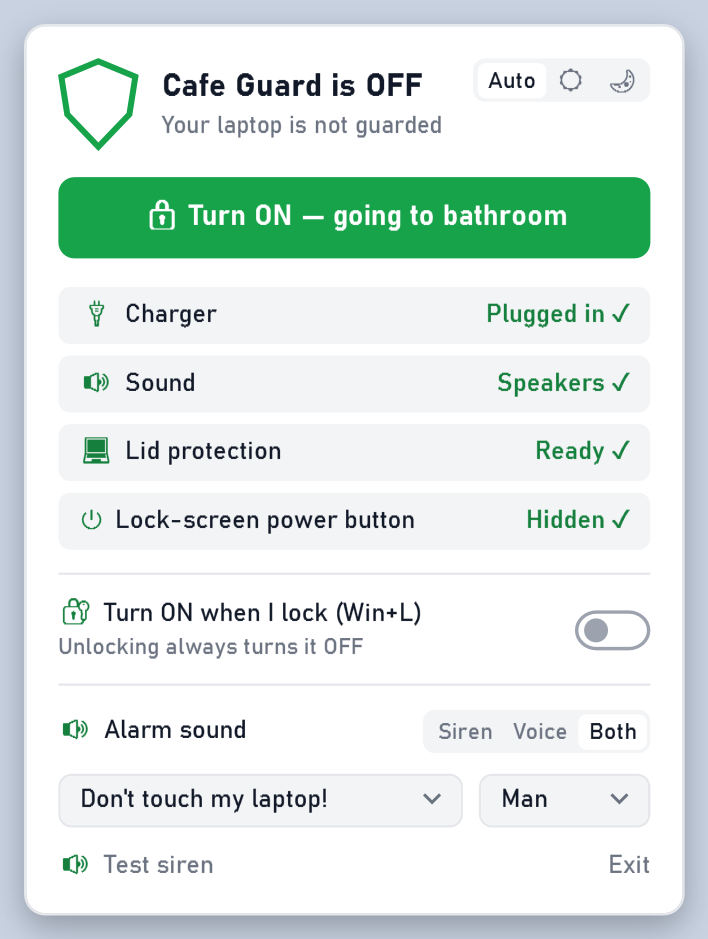 Cafe Guard is OFF
Auto
Your laptop is not guarded
Turn ON — going to bathroom
Charger Plugged in ✓
Sound Speakers ✓
Lid protection Ready ✓
Lock-screen power button Hidden ✓
Turn ON when I lock (Win+L)
Unlocking always turns it OFF
Alarm sound Siren Voice Both
Don't touch my laptop! Man
Test siren Exit